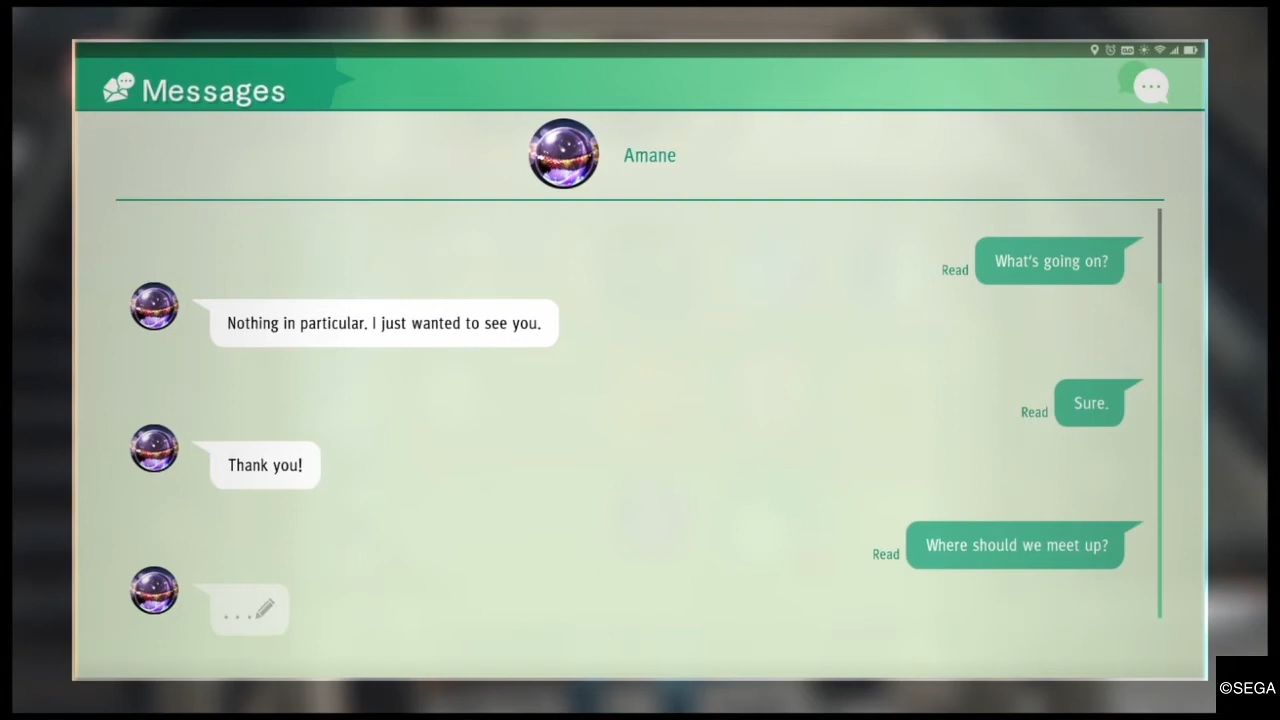 Messages
Amane
What's going on?
Read
Nothing in particular. I just wanted to see you.
Sure.
Read
Thank you!
Where should we meet up?
Read
...
©SEGA